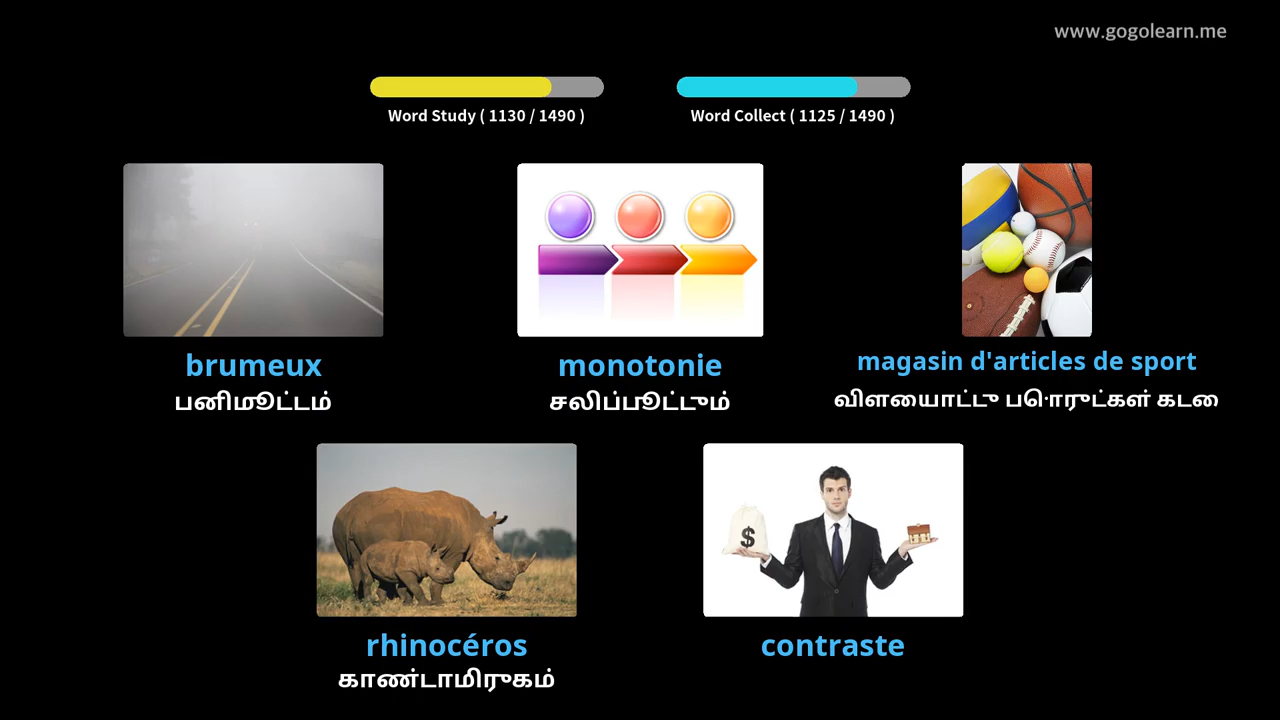 www.gogolearn.me
Word Study ( 1130 / 1490 )
Word Collect ( 1125 / 1490 )
brumeux
பனிமூட்டம்
monotonie
சலிப்பூட்டும்
magasin d'articles de sport
விளையாட்டு பொருட்கள் கடை
$
rhinocéros
காண்டாமிருகம்
contraste